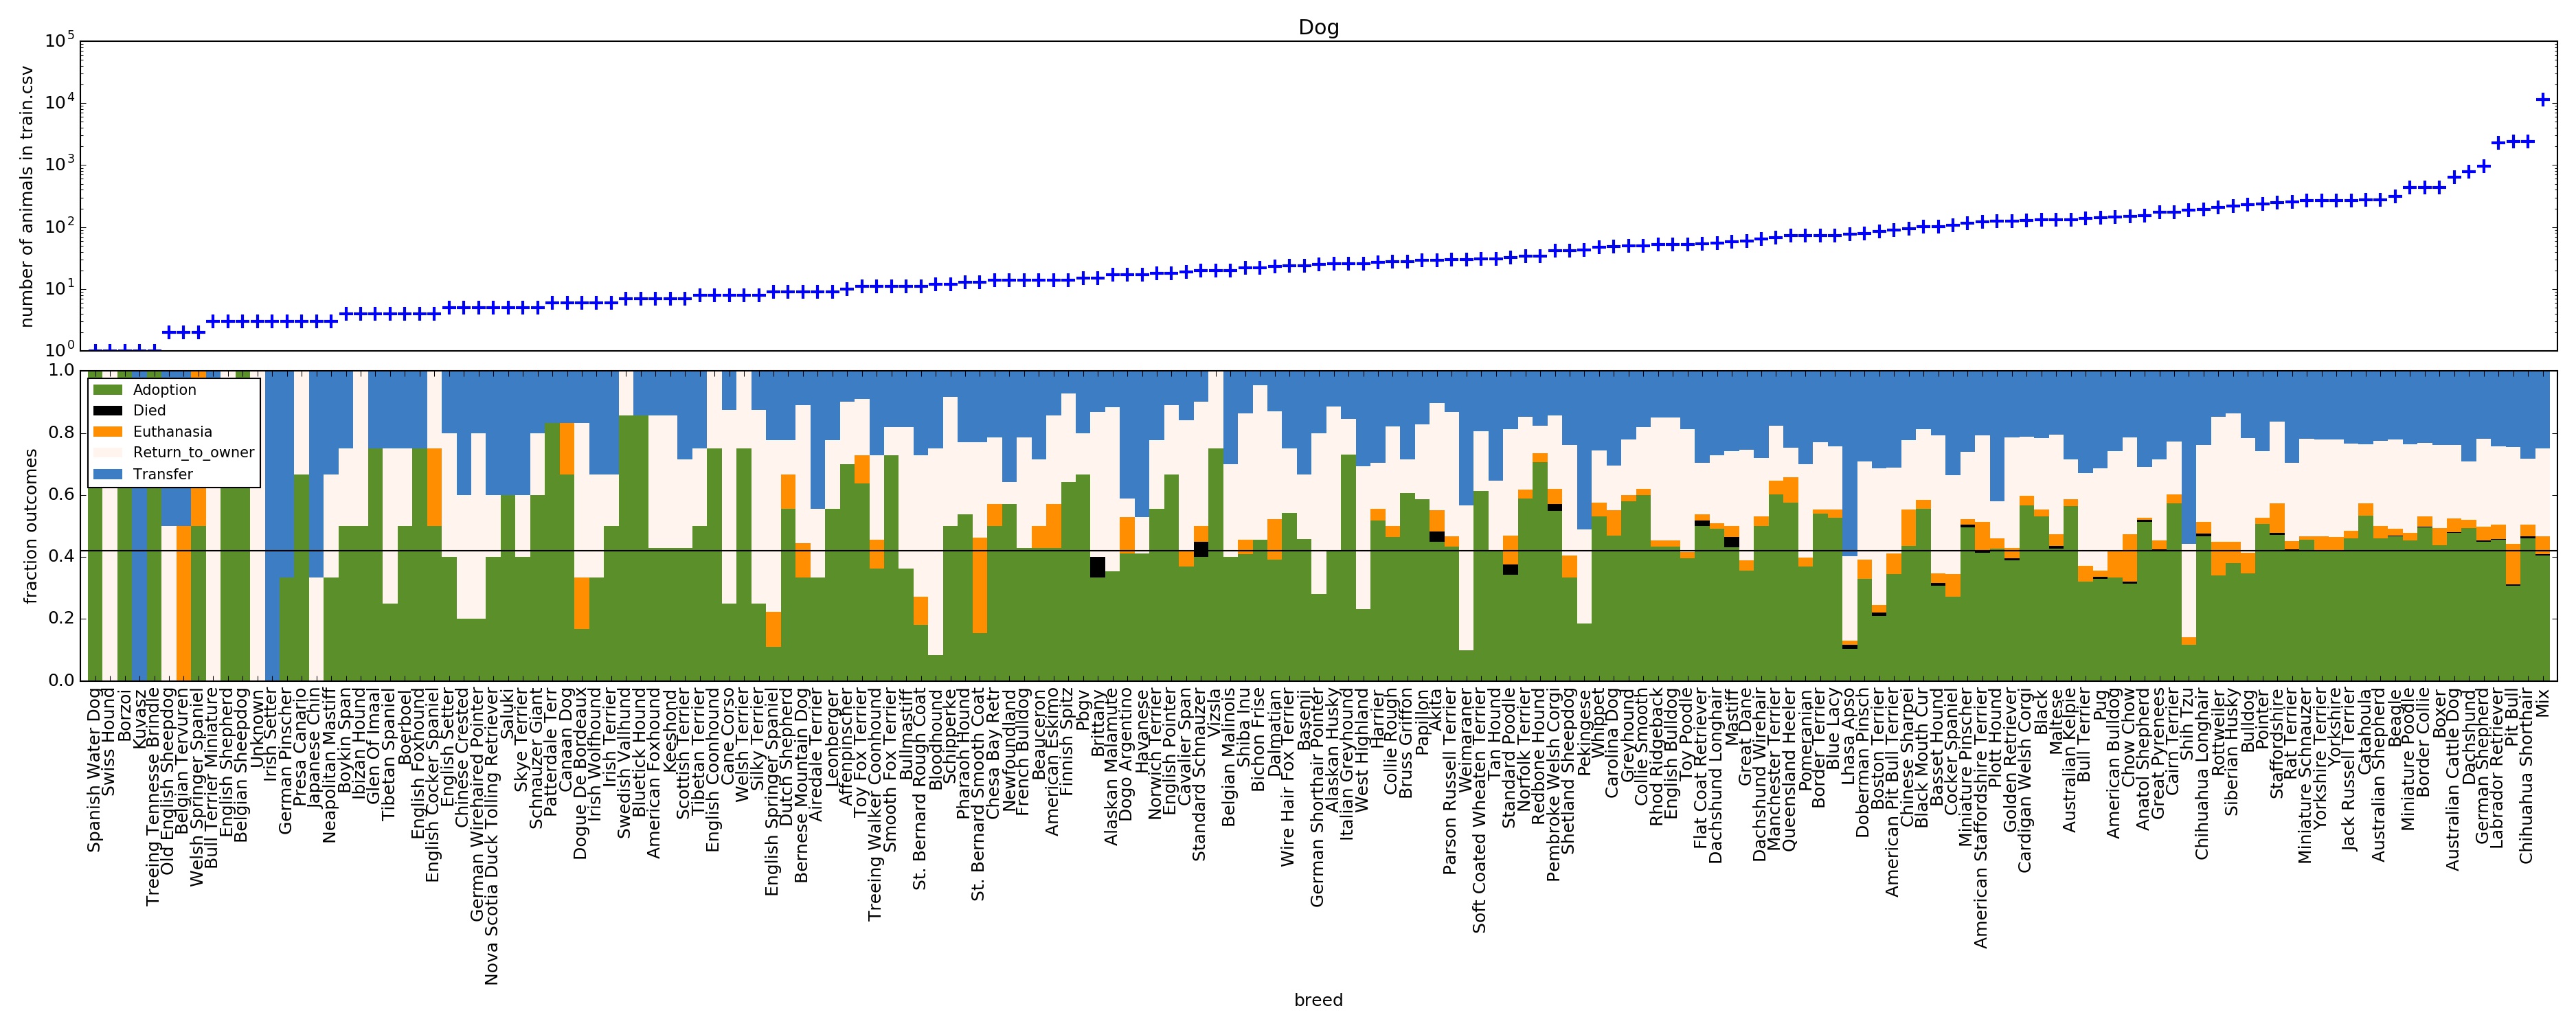 Dog
number of animals in train.csv
10^5
10^4
10^3
10^2
10^1
10^0
fraction outcomes
1.0
0.8
0.6
0.4
0.2
0.0
Adoption
Died
Euthanasia
Return_to_owner
Transfer
Spanish Water Dog
Swiss Hound
Borzoi
Kuvasz
Treeing Tennesse Brindle
Old English Sheepdog
Belgian Tervuren
Welsh Springer Spaniel
Bull Terrier Miniature
English Shepherd
Belgian Sheepdog
Unknown
Irish Setter
German Pinscher
Presa Canario
Japanese Chin
Neapolitan Mastiff
Boykin Span
Ibizan Hound
Glen Of Imaal
Tibetan Spaniel
Boerboel
English Foxhound
English Cocker Spaniel
English Setter
Chinese Crested
German Wirehaired Pointer
Nova Scotia Duck Tolling Retriever
Saluki
Skye Terrier
Schnauzer Giant
Patterdale Terr
Canaan Dog
Dogue De Bordeaux
Irish Wolfhound
Irish Terrier
Swedish Vallhund
Bluetick Hound
American Foxhound
Keeshond
Scottish Terrier
Tibetan Terrier
English Coonhound
Cane Corso
Welsh Terrier
Silky Terrier
English Springer Spaniel
Dutch Shepherd
Bernese Mountain Dog
Airedale Terrier
Leonberger
Affenpinscher
Toy Fox Terrier
Treeing Walker Coonhound
Smooth Fox Terrier
Bullmastiff
St. Bernard Rough Coat
Bloodhound
Schipperke
Pharaoh Hound
St. Bernard Smooth Coat
Chesa Bay Retr
Newfoundland
French Bulldog
Beauceron
American Eskimo
Finnish Spitz
Pbgv
Brittany
Alaskan Malamute
Dogo Argentino
Havanese
Norwich Terrier
English Pointer
Cavalier Span
Standard Schnauzer
Vizsla
Belgian Malinois
Shiba Inu
Bichon Frise
Dalmatian
Wire Hair Fox Terrier
Basenji
German Shorthair Pointer
Alaskan Husky
Italian Greyhound
West Highland
Harrier
Collie Rough
Bruss Griffon
Papillon
Akita
Parson Russell Terrier
Weimaraner
Soft Coated Wheaten Terrier
Tan Hound
Standard Poodle
Norfolk Terrier
Redbone Hound
Pembroke Welsh Corgi
Shetland Sheepdog
Pekingese
Whippet
Carolina Dog
Greyhound
Collie Smooth
Rhod Ridgeback
English Bulldog
Toy Poodle
Flat Coat Retriever
Dachshund Longhair
Mastiff
Great Dane
Dachshund Wirehair
Manchester Terrier
Queensland Heeler
Pomeranian
Border Terrier
Blue Lacy
Lhasa Apso
Doberman Pinsch
Boston Terrier
American Pit Bull Terrier
Chinese Sharpei
Black Mouth Cur
Basset Hound
Cocker Spaniel
Miniature Pinscher
American Staffordshire Terrier
Plott Hound
Golden Retriever
Cardigan Welsh Corgi
Black
Maltese
Australian Kelpie
Bull Terrier
Pug
American Bulldog
Chow Chow
Anatol Shepherd
Great Pyrenees
Cairn Terrier
Shih Tzu
Chihuahua Longhair
Rottweiler
Siberian Husky
Bulldog
Pointer
Staffordshire
Rat Terrier
Miniature Schnauzer
Yorkshire Terrier
Yorkshire
Jack Russell Terrier
Catahoula
Australian Shepherd
Beagle
Miniature Poodle
Border Collie
Boxer
Australian Cattle Dog
Dachshund
German Shepherd
Labrador Retriever
Pit Bull
Chihuahua Shorthair
Mix
breed